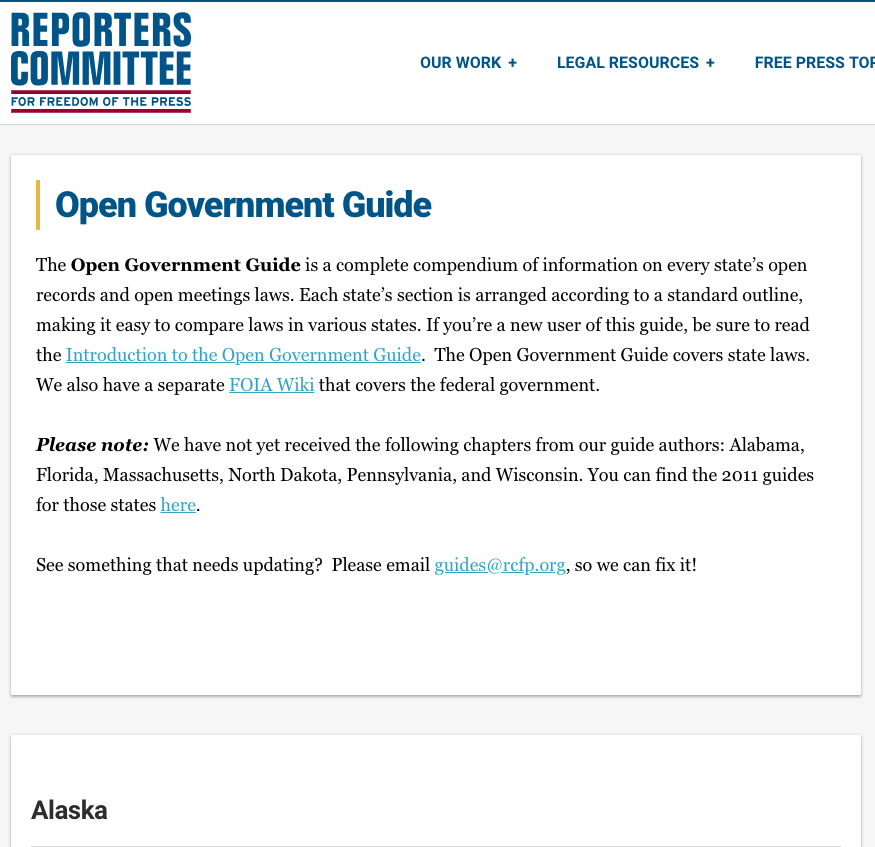 REPORTERS
COMMITTEE
FOR FREEDOM OF THE PRESS
OUR WORK + LEGAL RESOURCES + FREE PRESS TOP
Open Government Guide
The Open Government Guide is a complete compendium of information on every state’s open
records and open meetings laws. Each state’s section is arranged according to a standard outline,
making it easy to compare laws in various states. If you’re a new user of this guide, be sure to read
the Introduction to the Open Government Guide.  The Open Government Guide covers state laws.
We also have a separate FOIA Wiki that covers the federal government.
Please note: We have not yet received the following chapters from our guide authors: Alabama,
Florida, Massachusetts, North Dakota, Pennsylvania, and Wisconsin. You can find the 2011 guides
for those states here.
See something that needs updating?  Please email guides@rcfp.org, so we can fix it!
Alaska